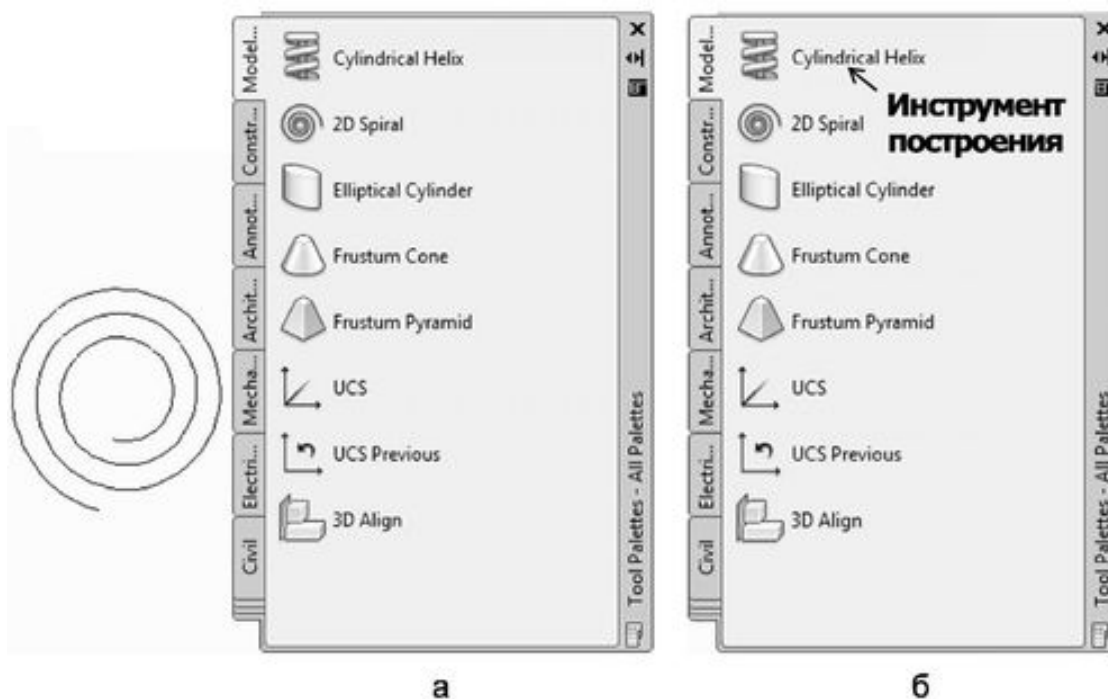 Model...
Constr...
Annot...
Archit...
Mecha...
Electri...
Civil
Cylindrical Helix
2D Spiral
Elliptical Cylinder
Frustum Cone
Frustum Pyramid
UCS
UCS Previous
3D Align
Tool Palettes - All Palettes
а
Model...
Constr...
Annot...
Archit...
Mecha...
Electri...
Civil
Cylindrical Helix
Инструмент
построения
2D Spiral
Elliptical Cylinder
Frustum Cone
Frustum Pyramid
UCS
UCS Previous
3D Align
Tool Palettes - All Palettes
б